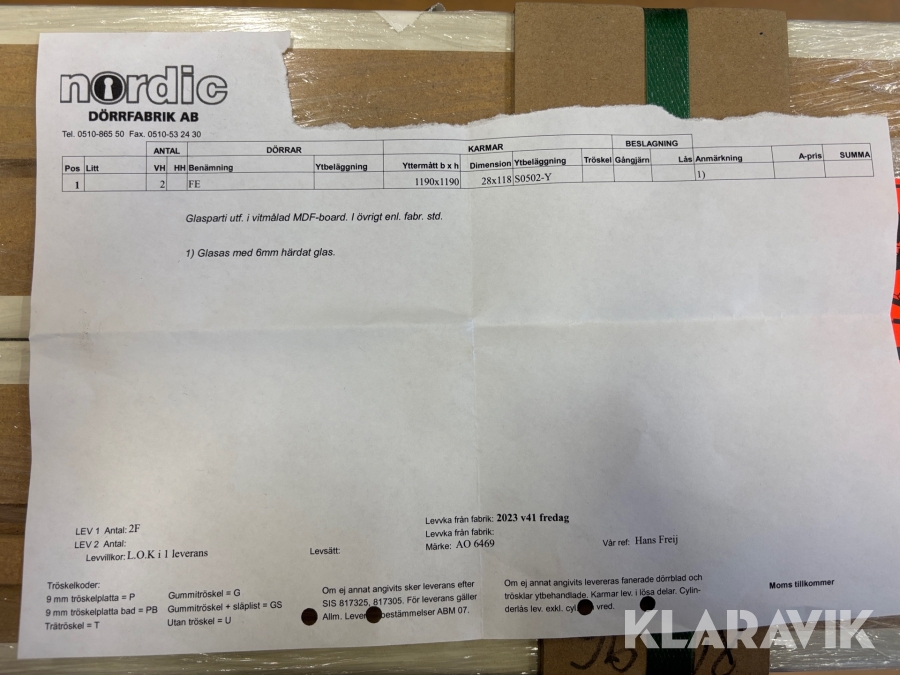 nordic
DÖRRFABRIK AB
Tel. 0510-865 50 Fax. 0510-53 24 30
ANTAL DÖRRAR KARMAR BESLAGNING
Pos Litt VH HH Benämning Ytbeläggning Yttermått b x h Dimension Ytbeläggning Tröskel Gångjärn Lås Anmärkning A-pris SUMMA
1 2 FE 1190x1190 28x118 S0502-Y 1)
Glasparti utf. i vitmålad MDF-board. I övrigt enl. fabr. std.
1) Glasas med 6mm härdat glas.
LEV 1 Antal: 2F
LEV 2 Antal:
Levvillkor: L.O.K i 1 leverans
Levsätt:
Levvka från fabrik: 2023 v41 fredag
Levvka från fabrik:
Märke: AO 6469
Vår ref: Hans Freij
Tröskelkoder:
9 mm tröskelplatta = P
9 mm tröskelplatta bad = PB
Trätröskel = T
Gummitröskel = G
Gummitröskel + släplist = GS
Utan tröskel = U
Om ej annat angivits sker leverans efter
SIS 817325, 817305. För leverans gäller
Allm. Leve bestämmelser ABM 07.
Om ej annat angivits levereras fanerade dörrblad och
trösklar ytbehandlade. Karmar lev. i lösa delar. Cylin-
derlås lev. exkl. cyl vred.
Moms tillkommer
KLARAVIK